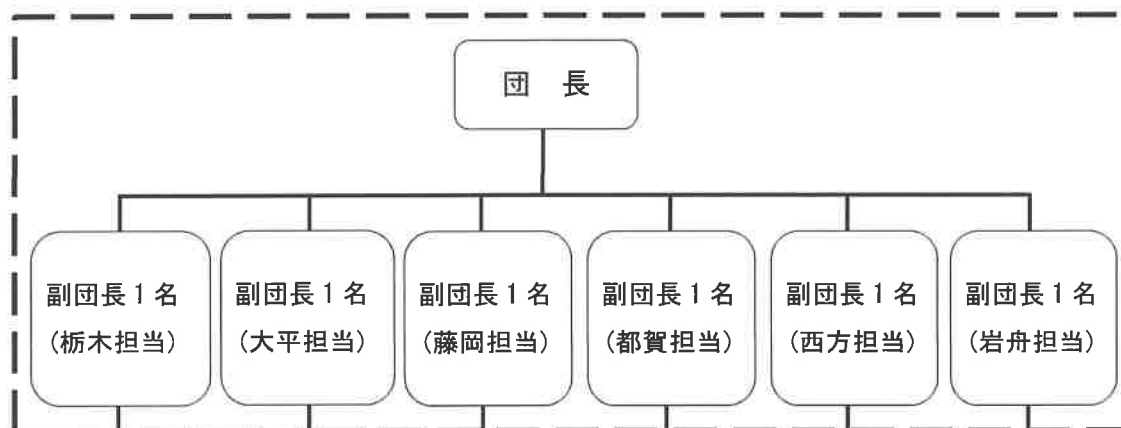 団　長
副団長１名
(栃木担当)
副団長１名
(大平担当)
副団長１名
(藤岡担当)
副団長１名
(都賀担当)
副団長１名
(西方担当)
副団長１名
(岩舟担当)